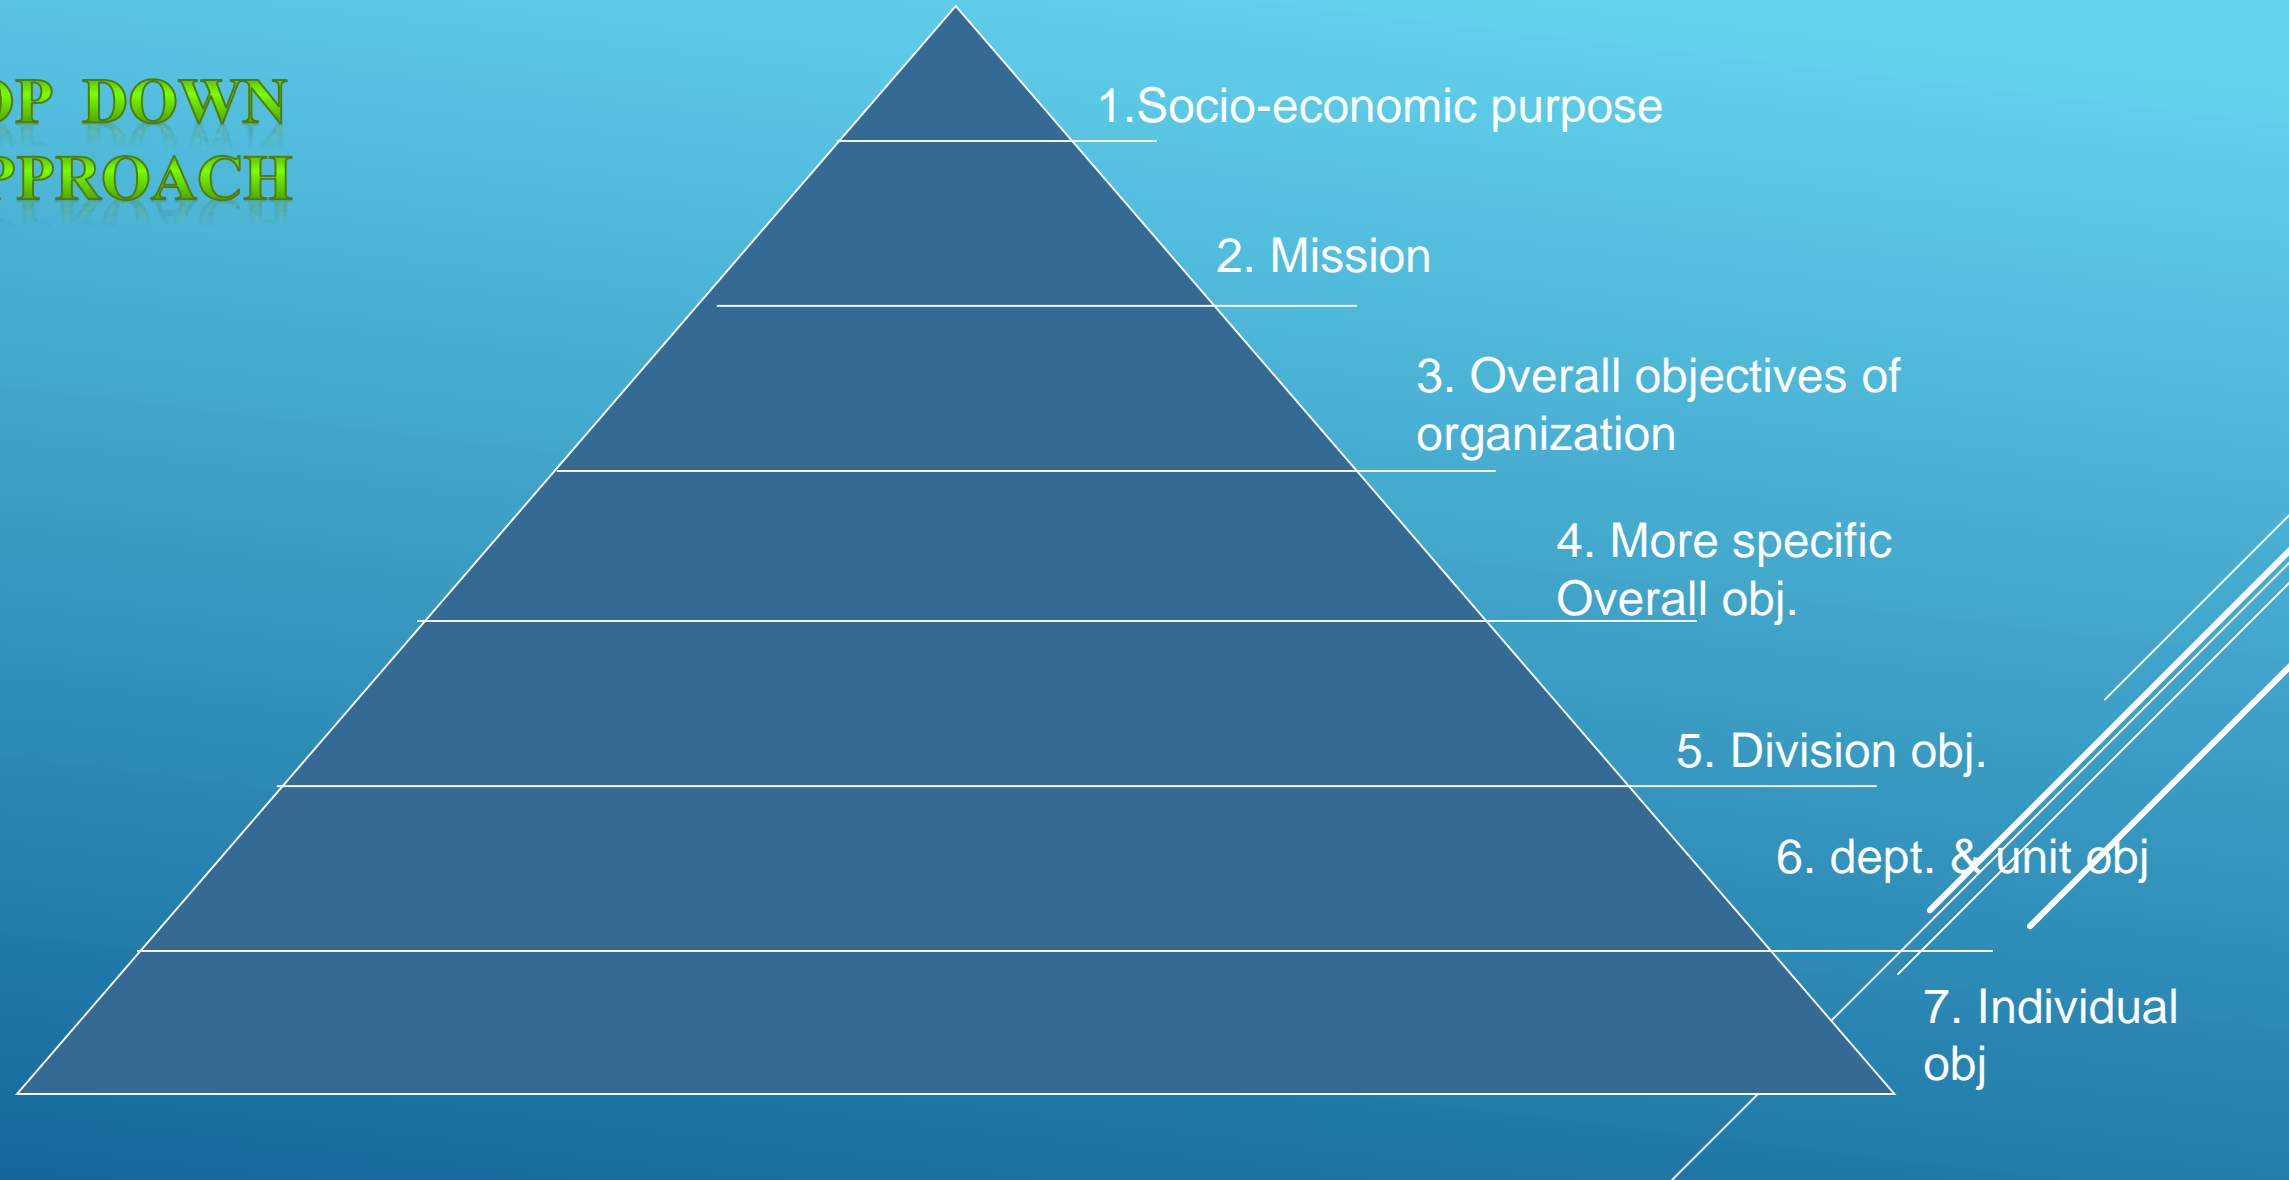 OP DOWN
PPROACH
1.Socio-economic purpose
2. Mission
3. Overall objectives of
organization
4. More specific
Overall obj.
5. Division obj.
6. dept. & unit obj
7. Individual
obj